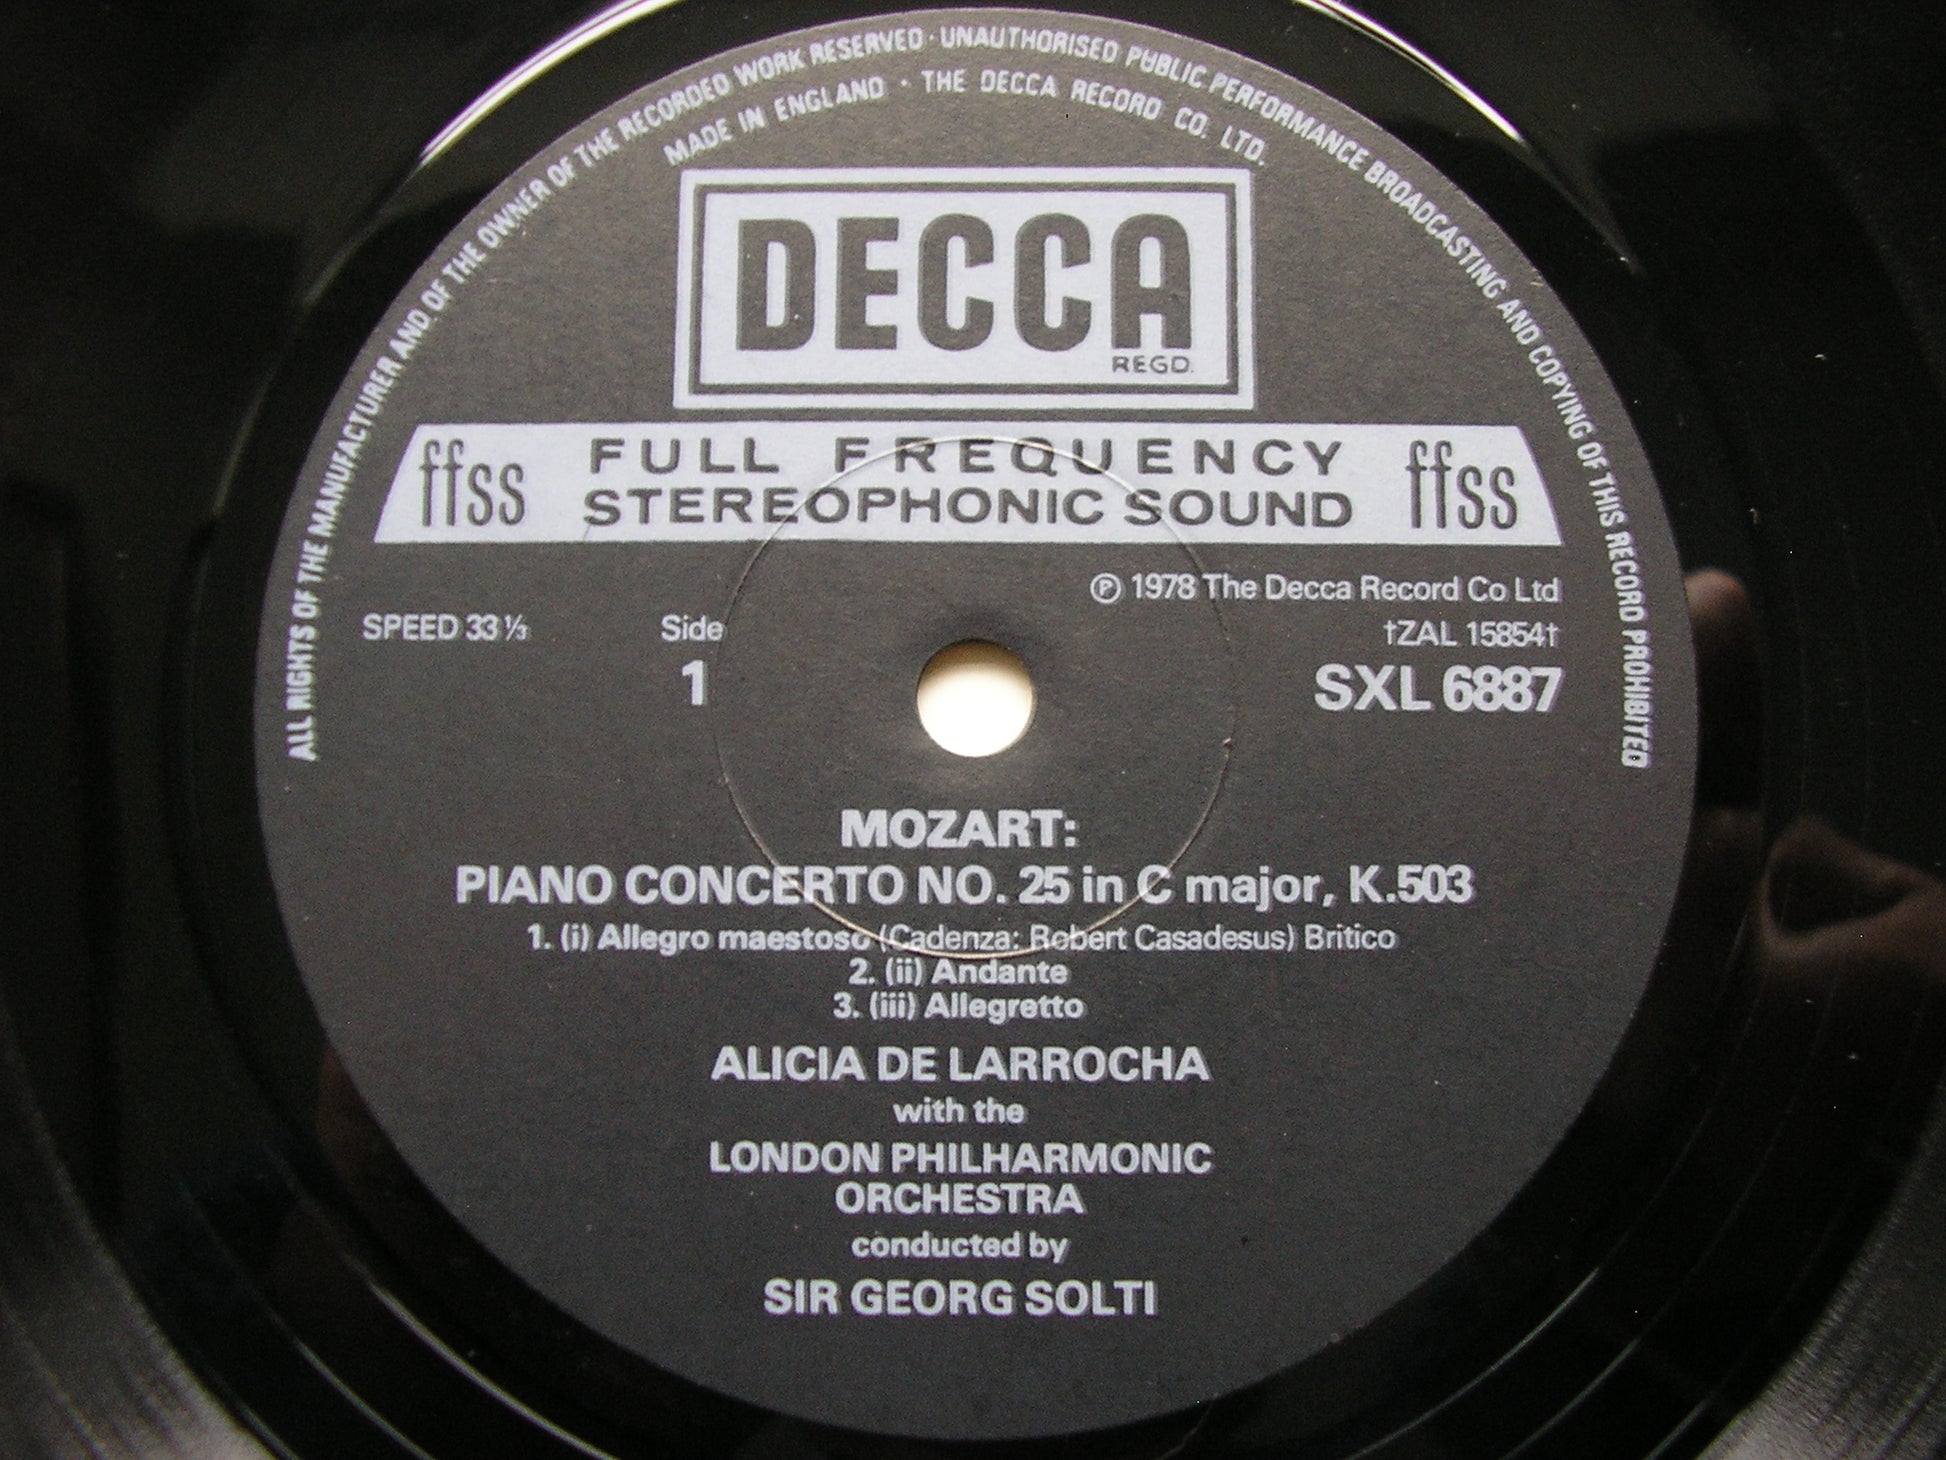 ALL RIGHTS OF THE MANUFACTURER AND OF THE OWNER OF THE RECORDED WORK RESERVED · UNAUTHORISED PUBLIC PERFORMANCE BROADCASTING AND COPYING OF THIS RECORD PROHIBITED
MADE IN ENGLAND · THE DECCA RECORD CO. LTD.
DECCA
REGD.
ffss FULL FREQUENCY ffss
STEREOPHONIC SOUND
℗ 1978 The Decca Record Co Ltd
SPEED 33⅓ Side †ZAL 15854†
1 SXL 6887
MOZART:
PIANO CONCERTO NO. 25 in C major, K.503
1. (i) Allegro maestoso (Cadenza: Robert Casadesus) Britico
2. (ii) Andante
3. (iii) Allegretto
ALICIA DE LARROCHA
with the
LONDON PHILHARMONIC
ORCHESTRA
conducted by
SIR GEORG SOLTI